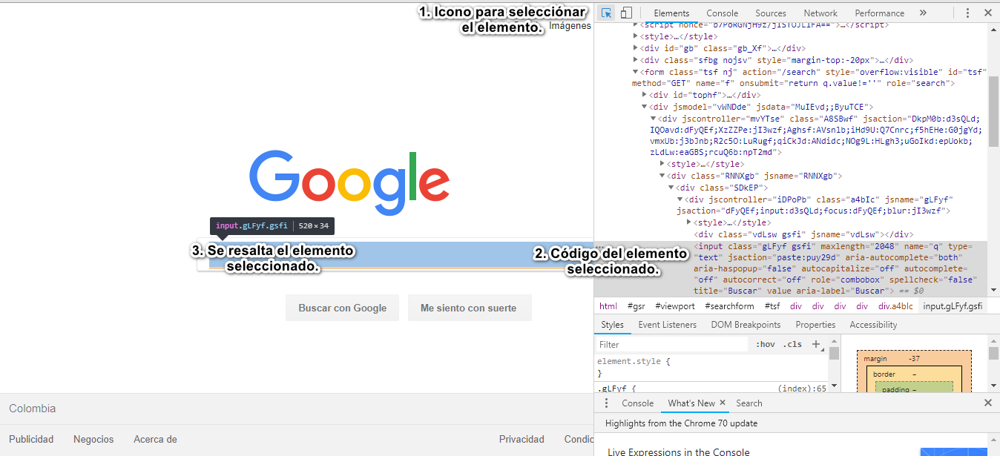 1. Icono para selecciónar
el elemento.
Imágenes
Google
input.gLFyf.gsfi 520 × 34
3. Se resalta el elemento
seleccionado.
2. Código del elemento
seleccionado.
Buscar con Google
Me siento con suerte
Colombia
Publicidad Negocios Acerca de Privacidad Condic
Elements Console Sources Network Performance
<style>…</style>
<div id="gb" class="gb_Xf">…</div>
<div class="sfbg nojsv" style="margin-top:-20px">…</div>
<form class="tsf nj" action="/search" style="overflow:visible" id="tsf"
method="GET" name="f" onsubmit="return q.value!=''" role="search">
<div id="tophf">…</div>
<div jsmodel="vWNDde" jsdata="MuIEvd;;ByuTCE">
<div jscontroller="mvYTse" class="A8SBwf" jsaction="DkpM0b:d3sQLd;
IQOavd:dFyQEf;XzZZPe:jI3wzf;Aghsf:AVsnlb;iHd9U:Q7Cnrc;f5hEHe:G0jgYd;
vmxUb:j3bJnb;R2c5O:LuRugf;qiCkJd:ANdidc;NOg9L:HLgh3;uGoIkd:epUokb;
zLdLw:eaGBS;rcuQ6b:npT2md">
<style>…</style>
<div class="RNNXgb" jsname="RNNXgb">
<div class="SDkEP">
<div jscontroller="iDPoPb" class="a4bIc" jsname="gLFyf"
jsaction="dFyQEf;input:d3sQLd;focus:dFyQEf;blur:jI3wzf">
<style>…</style>
<div class="vdLsw gsfi" jsname="vdLsw"></div>
<input class="gLFyf gsfi" maxlength="2048" name="q" type=
"text" jsaction="paste:puy29d" aria-autocomplete="both"
aria-haspopup="false" autocapitalize="off" autocomplete=
"off" autocorrect="off" role="combobox" spellcheck="false"
title="Buscar" value aria-label="Buscar"> == $0
html #gsr #viewport #searchform #tsf div div div div div.a4bIc input.gLFyf.gsfi
Styles Event Listeners DOM Breakpoints Properties Accessibility
Filter :hov .cls +
element.style {
}
.gLFyf { (index):65
margin -37
border –
padding –
Console What's New × Search
Highlights from the Chrome 70 update
Live Expressions in the Console